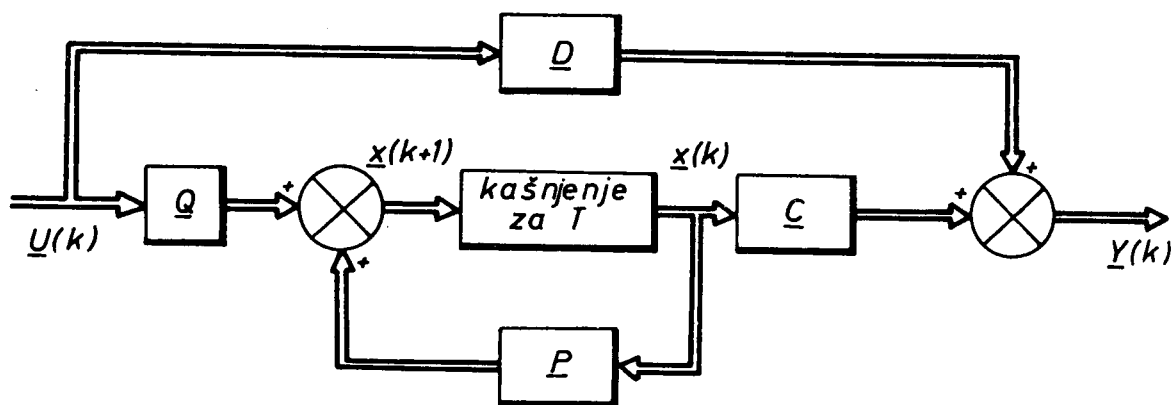 D
+
x(k+1)
x(k)
+
U(k)
Q
+
kašnjenje
za T
C
+
Y(k)
+
P